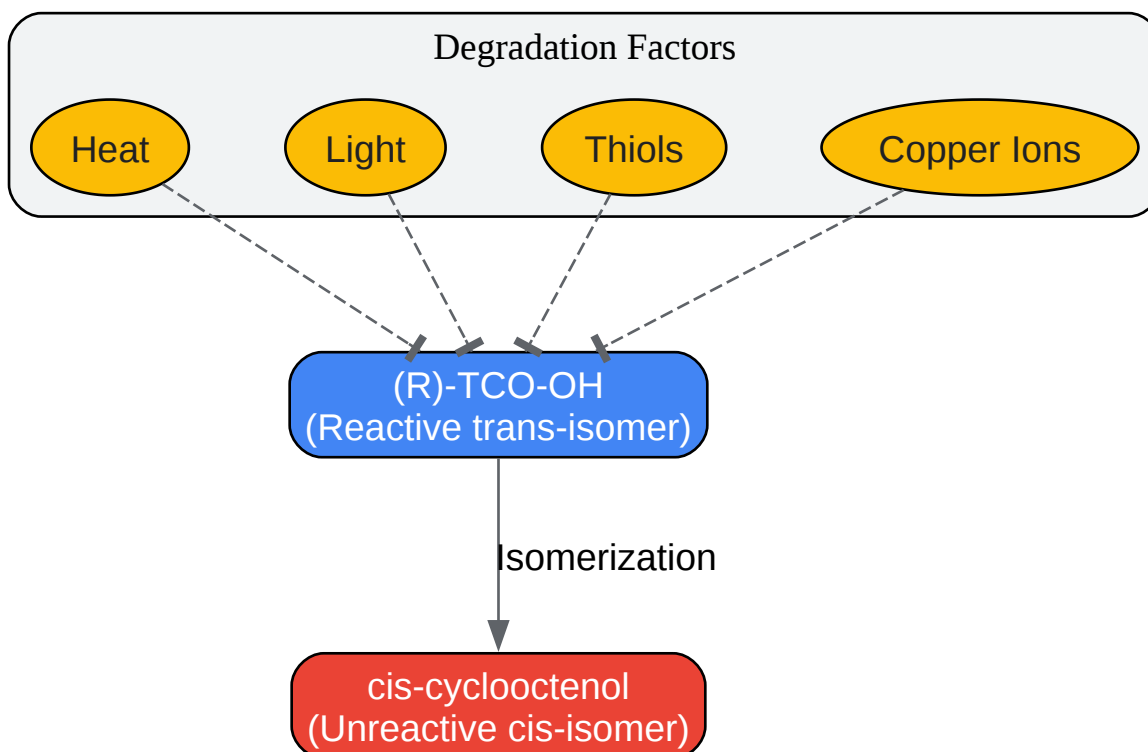 Degradation Factors
Heat
Light
Thiols
Copper Ions
(R)-TCO-OH
(Reactive trans-isomer)
Isomerization
cis-cyclooctenol
(Unreactive cis-isomer)